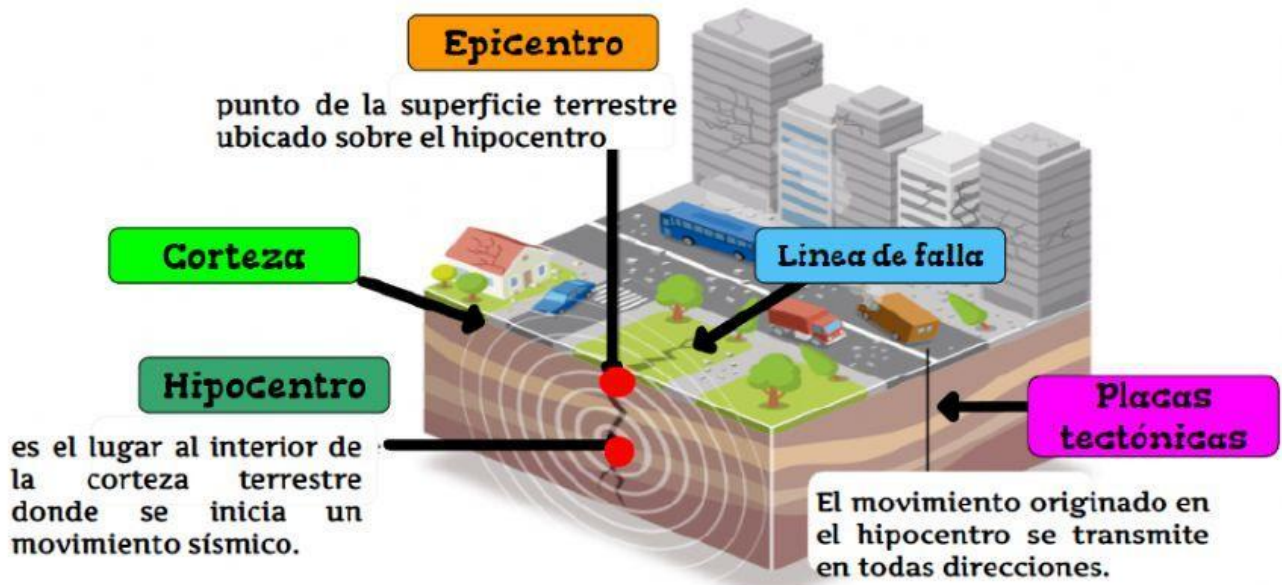 Epicentro
punto de la superficie terrestre
ubicado sobre el hipocentro
Corteza
Linea de falla
Hipocentro
es el lugar al interior de
la corteza terrestre
donde se inicia un
movimiento sísmico.
Placas
tectónicas
El movimiento originado en
el hipocentro se transmite
en todas direcciones.